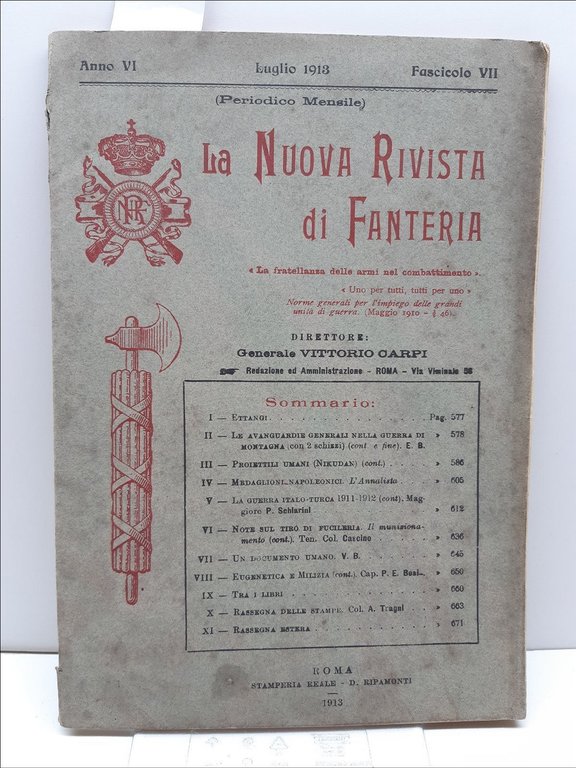 Anno VI Luglio 1913 Fascicolo VII
(Periodico Mensile)
La Nuova Rivista
di Fanteria
« La fratellanza delle armi nel combattimento ».
« Uno per tutti, tutti per uno »
Norme generali per l'impiego delle grandi
unità di guerra. (Maggio 1910 - § 46).
DIRETTORE:
Generale VITTORIO CARPI
Redazione ed Amministrazione - ROMA - Via Viminale 58
Sommario:
I — Ettangi . . . Pag. 577
II — Le avanguardie generali nella guerra di
montagna (con 2 schizzi) (cont e fine). E. B. » 578
III — Proiettili umani (Nikudan) (cont.) . . » 586
IV — Medaglioni napoleonici. L'Annalista . » 605
V — La guerra italo-turca 1911-1912 (cont), Mag-
giore P. Schiarini » 612
VI — Note sul tiro di fucileria. Il munisiona-
mento (cont.). Ten. Col. Cascino » 636
VII — Un documento umano. V. B. . . » 645
VIII — Eugenetica e Milizia (cont.). Cap. P. E. » 650
IX — Tra i libri . . . » 660
X — Rassegna delle stampe. Col. A. Tragni » 663
XI — Rassegna estera . . . » 671
ROMA
STAMPERIA REALE - D. RIPAMONTI
1913